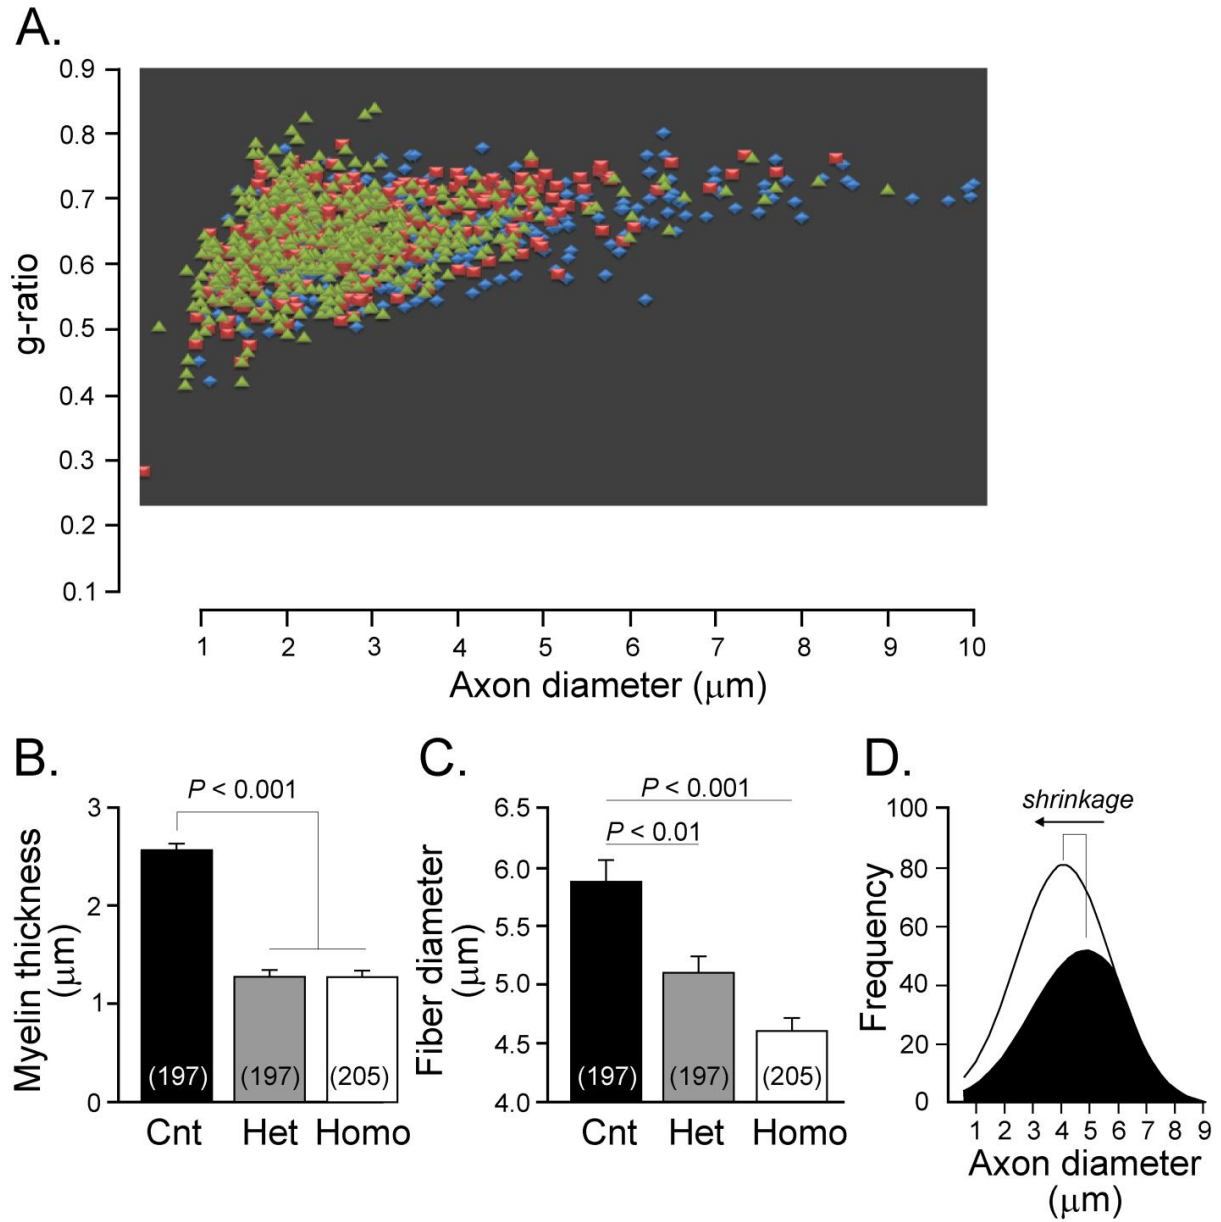 A.
0.9
0.8
0.7
0.6
0.5
0.4
0.3
0.2
0.1
g-ratio
1 2 3 4 5 6 7 8 9 10
Axon diameter (μm)
B.
P < 0.001
3
2
1
0
Myelin thickness
(μm)
(197) (197) (205)
Cnt Het Homo
C.
P < 0.001
P < 0.01
6.5
6.0
5.5
5.0
4.5
4.0
Fiber diameter
(μm)
(197) (197) (205)
Cnt Het Homo
D.
shrinkage
100
80
60
40
20
0
Frequency
1 2 3 4 5 6 7 8 9
Axon diameter
(μm)